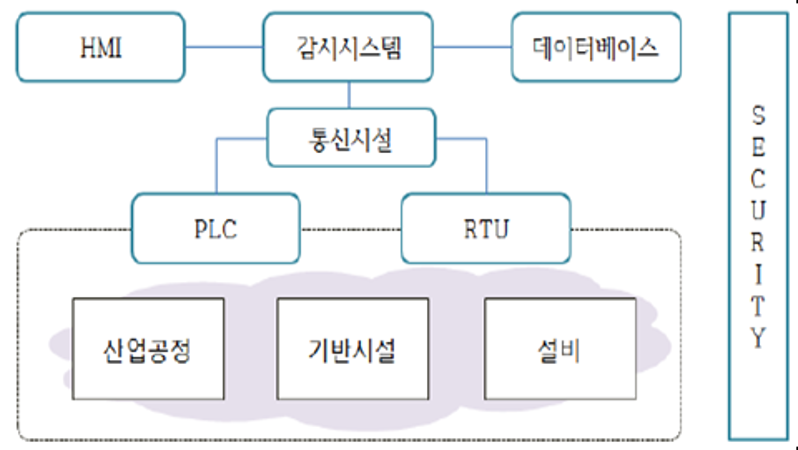 HMI
감시시스템
데이터베이스
통신시설
PLC
RTU
산업공정
기반시설
설비
SECURITY